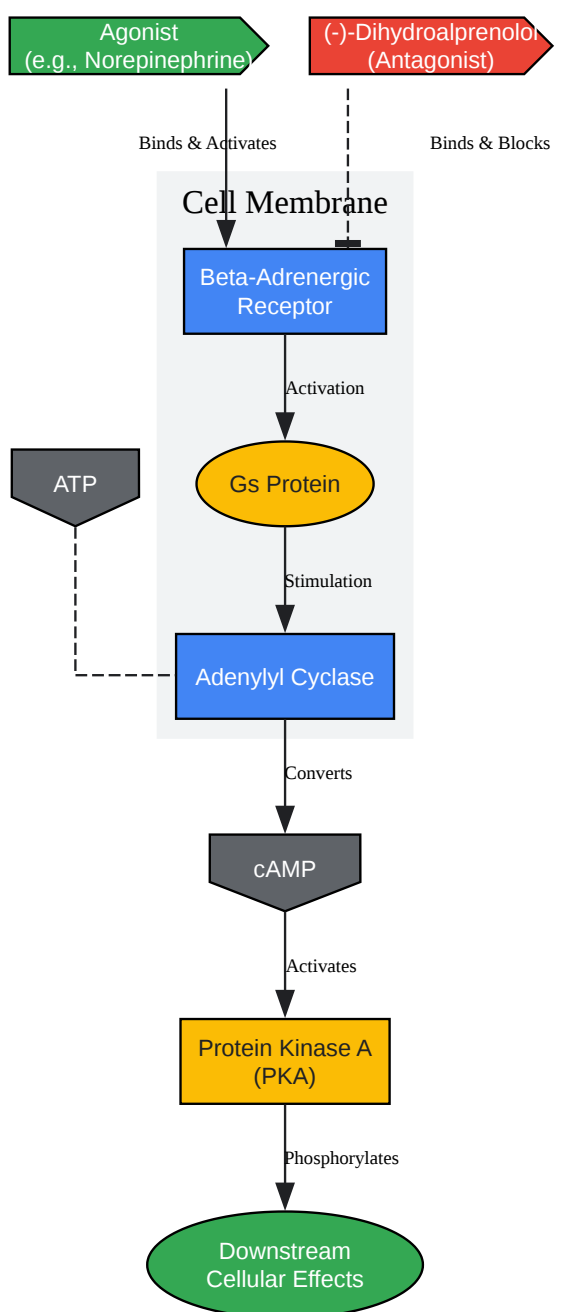 Agonist
(e.g., Norepinephrine)
(-)-Dihydroalprenolol
(Antagonist)
Binds & Activates
Binds & Blocks
Cell Membrane
Beta-Adrenergic
Receptor
Activation
ATP
Gs Protein
Stimulation
Adenylyl Cyclase
Converts
cAMP
Activates
Protein Kinase A
(PKA)
Phosphorylates
Downstream
Cellular Effects